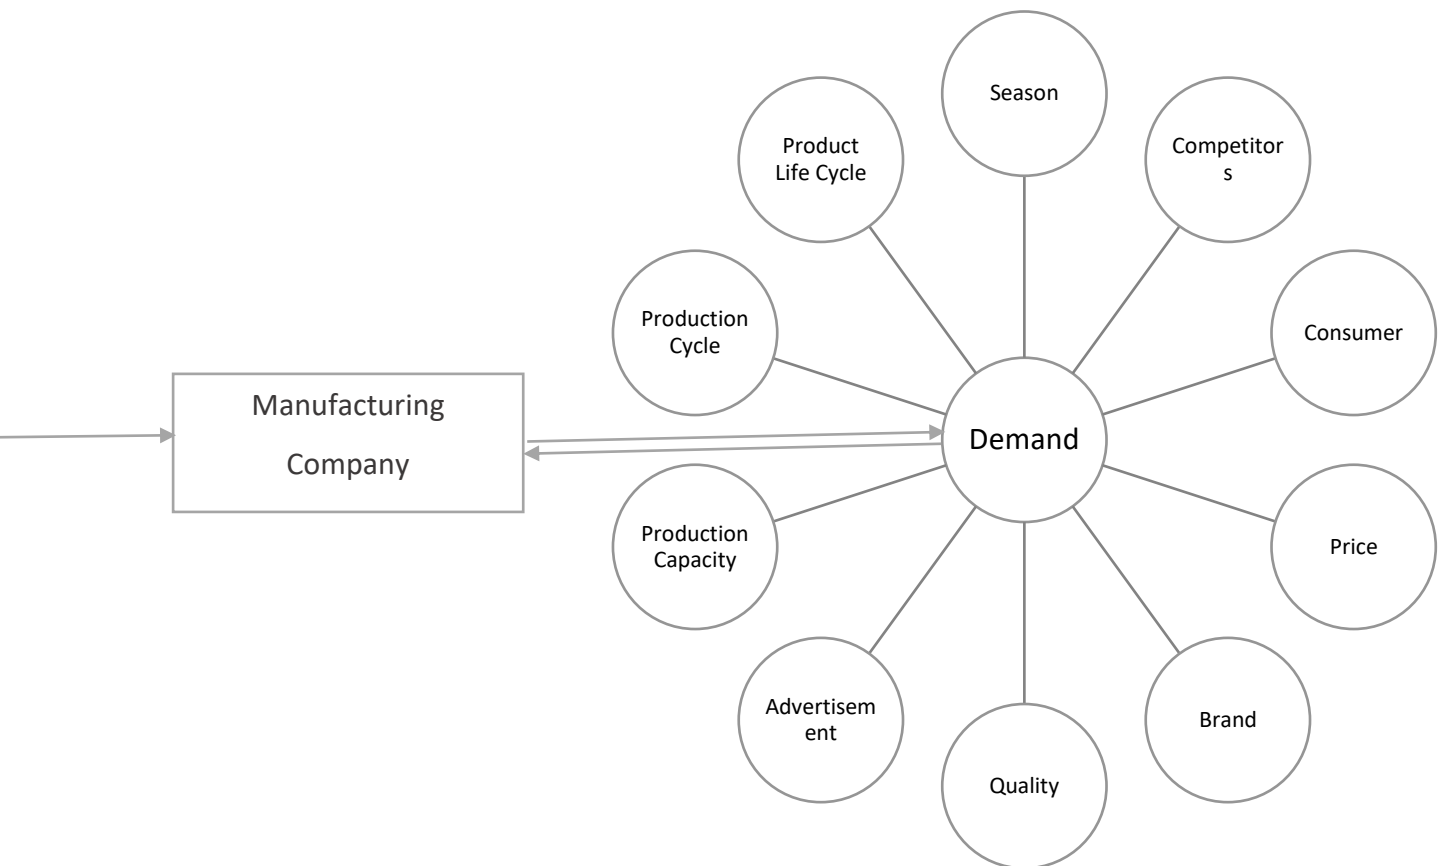 Season
Product
Life Cycle
Competitor
s
Production
Cycle
Consumer
Manufacturing
Company
Demand
Production
Capacity
Price
Advertisem
ent
Brand
Quality